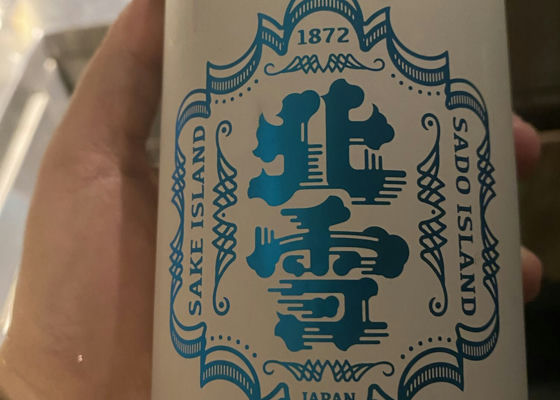 1872
北雪
SAKE ISLAND
SADO ISLAND
JAPAN